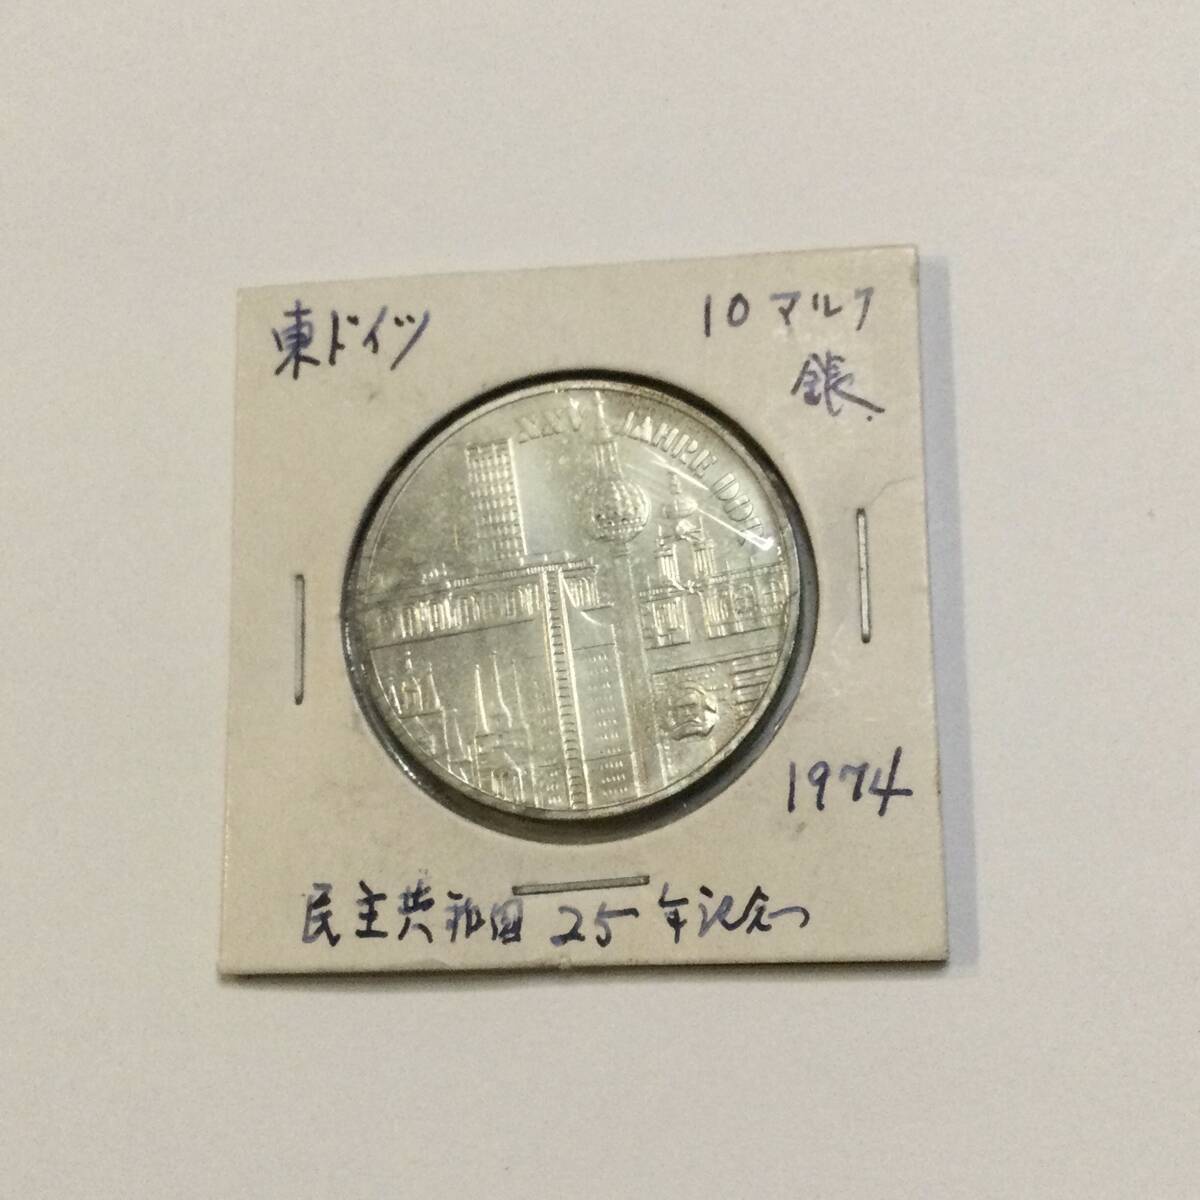 東ドイツ
10マルク
銀
XXV JAHRE DDR
1974
民主共和国 25年記念